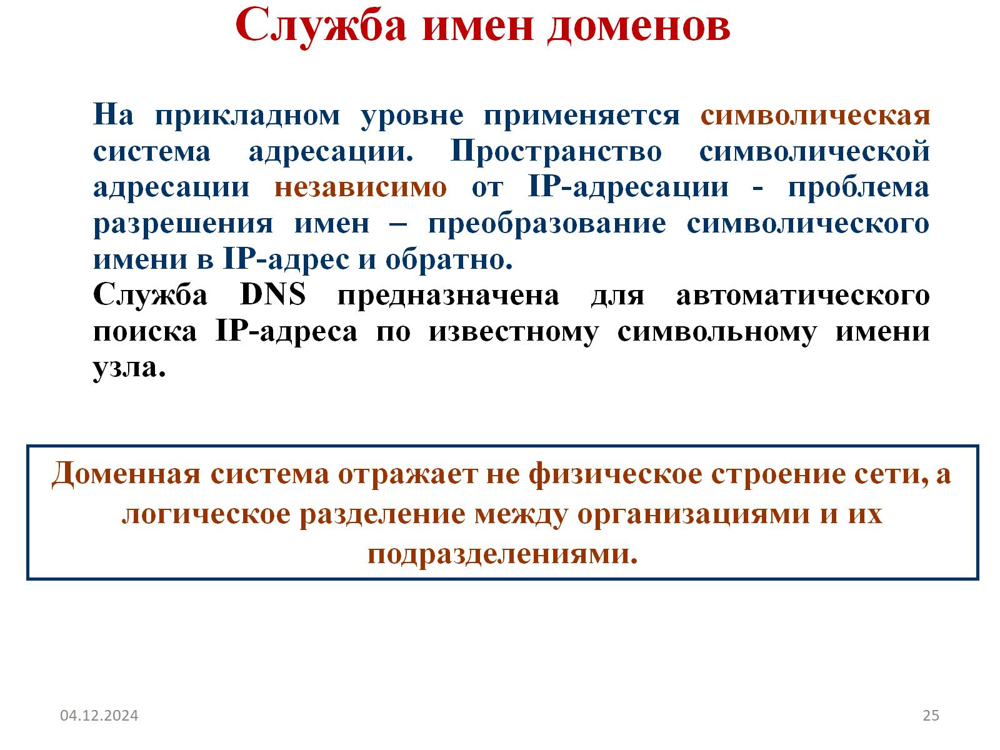 Служба имен доменов
На прикладном уровне применяется символическая
система адресации. Пространство символической
адресации независимо от IP-адресации - проблема
разрешения имен – преобразование символического
имени в IP-адрес и обратно.
Служба DNS предназначена для автоматического
поиска IP-адреса по известному символьному имени
узла.
Доменная система отражает не физическое строение сети, а
логическое разделение между организациями и их
подразделениями.
04.12.2024
25